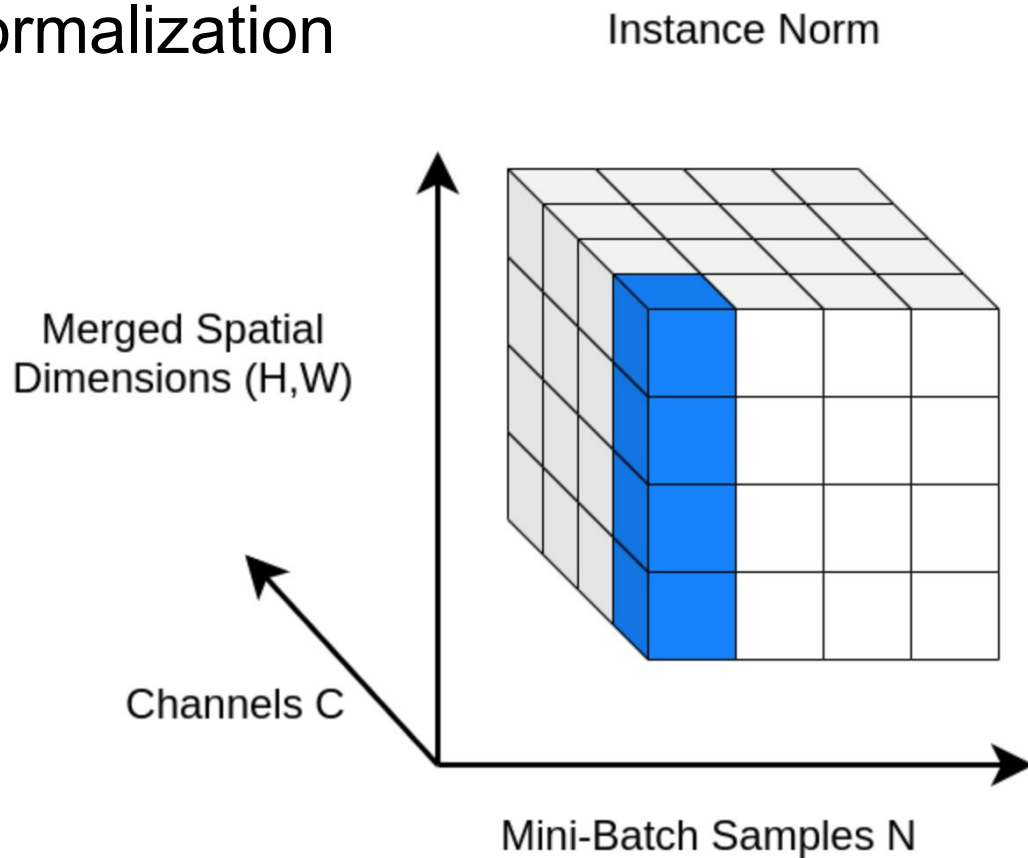 ormalization
Instance Norm
Merged Spatial
Dimensions (H,W)
Channels C
Mini-Batch Samples N